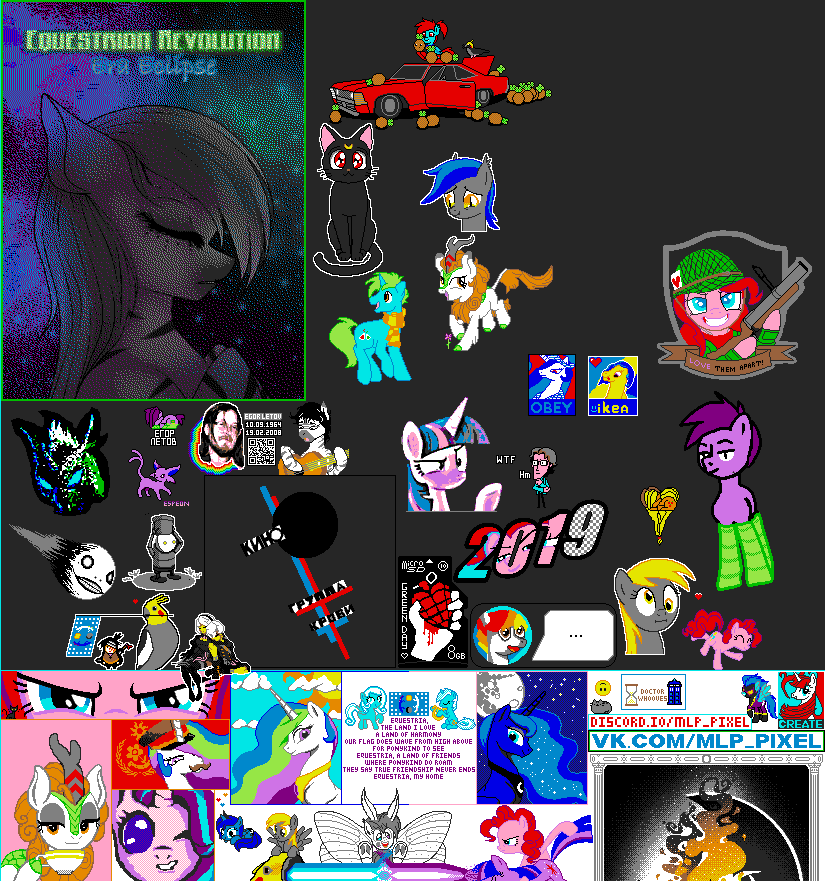 Equestrian Revolution
Era Eclipse
LOVE THEM APART!
OBEY
ikea
ЕГОР
ЛЕТОВ
EGOR LETOV
10.09.1964
19.02.2008
ESPEON
WTF
Hm
2019
КИНО
ГРУППА
КРОВИ
micro
SD
10
8GB
...
EQUESTRIA,
THE LAND I LOVE
A LAND OF HARMONY
OUR FLAG DOES WAVE FROM HIGH ABOVE
FOR PONYKIND TO SEE
EQUESTRIA, A LAND OF FRIENDS
WHERE PONYKIND DO ROAM
THEY SAY TRUE FRIENDSHIP NEVER ENDS
EQUESTRIA, MY HOME
DOCTOR
WHOOVES
CREATE
DISCORD.IO/MLP_PIXEL
VK.COM/MLP_PIXEL